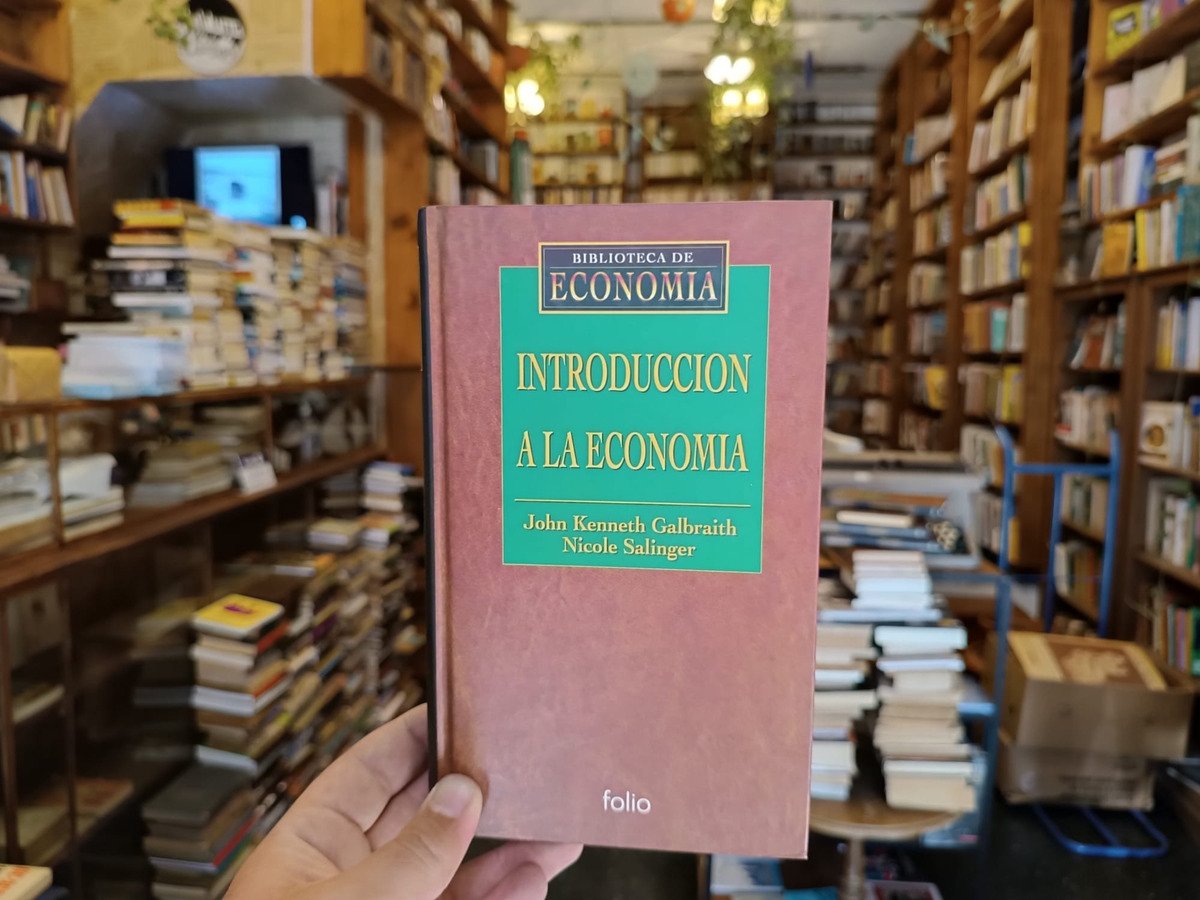 BIBLIOTECA DE
ECONOMIA
INTRODUCCION
A LA ECONOMIA
John Kenneth Galbraith
Nicole Salinger
folio